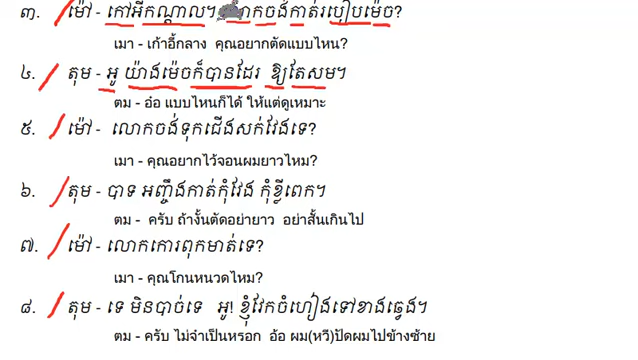 ៣. ម៉ៅ - កៅអីកណ្ដាល។ លោកចង់កាត់របៀបម៉េច?
เมา - เก้าอี้กลาง คุณอยากตัดแบบไหน?
៤. តុម - អូ យ៉ាងម៉េចក៏បានដែរ ឱ្យតែសម។
ตม - อ๋อ แบบไหนก็ได้ ให้แต่ดูเหมาะ
៥. ម៉ៅ - លោកចង់ទុកជើងសក់វែងទេ?
เมา - คุณอยากไว้จอนผมยาวไหม?
៦. តុម - បាទ អញ្ចឹងកាត់កុំវែង កុំខ្លីពេក។
ตม - ครับ ถ้างั้นตัดอย่ายาว อย่าสั้นเกินไป
៧. ម៉ៅ - លោកកោរពុកមាត់ទេ?
เมา - คุณโกนหนวดไหม?
៨. តុម - ទេ មិនបាច់ទេ អូ! ខ្ញុំវែកចំហៀងទៅខាងឆ្វេង។
ตม - ครับ ไม่จำเป็นหรอก อ้อ ผม(หวี)ปัดผมไปข้างซ้าย